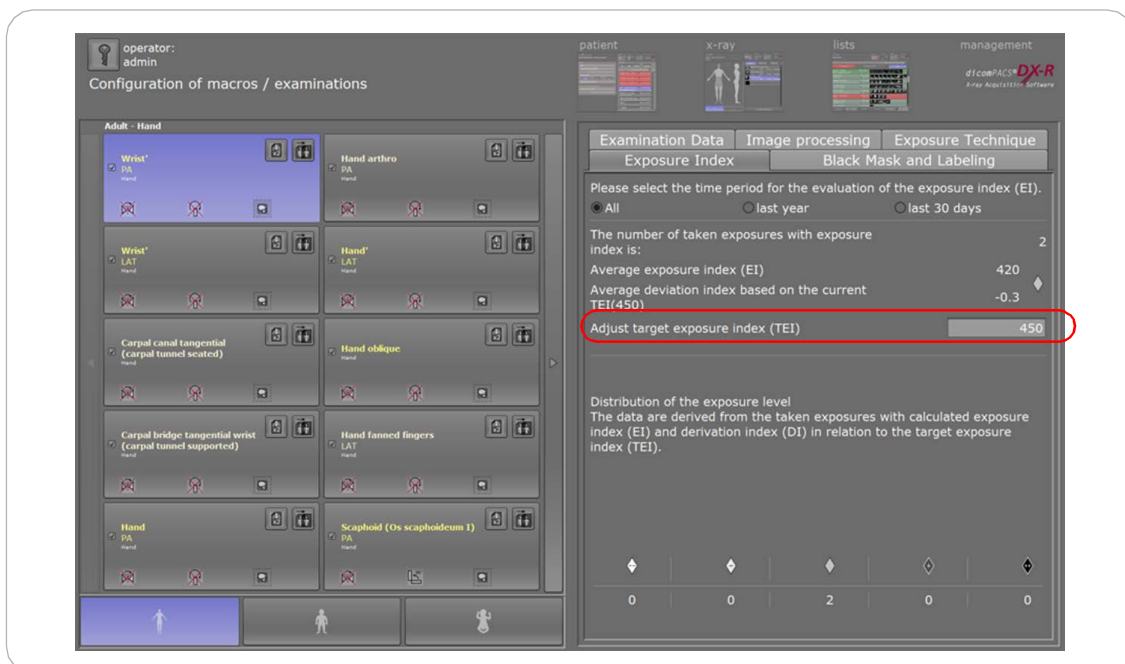 operator:
admin
Configuration of macros / examinations
patient
x-ray
lists
management
dicomPACS® DX-R
X-ray Acquisition Software
Adult - Hand
Wrist'
PA
Hand
Hand arthro
PA
Hand
Wrist'
LAT
Hand
Hand'
LAT
Hand
Carpal canal tangential
(carpal tunnel seated)
Hand
Hand oblique
Hand
Carpal bridge tangential wrist
(carpal tunnel supported)
Hand
Hand fanned fingers
LAT
Hand
Hand
PA
Hand
Scaphoid (Os scaphoideum I)
PA
Hand
Examination Data
Image processing
Exposure Technique
Exposure Index
Black Mask and Labeling
Please select the time period for the evaluation of the exposure index (EI).
All
last year
last 30 days
The number of taken exposures with exposure
index is:
2
Average exposure index (EI)
420
Average deviation index based on the current
TEI(450)
-0.3
Adjust target exposure index (TEI)
450
Distribution of the exposure level
The data are derived from the taken exposures with calculated exposure
index (EI) and derivation index (DI) in relation to the target exposure
index (TEI).
0
0
2
0
0